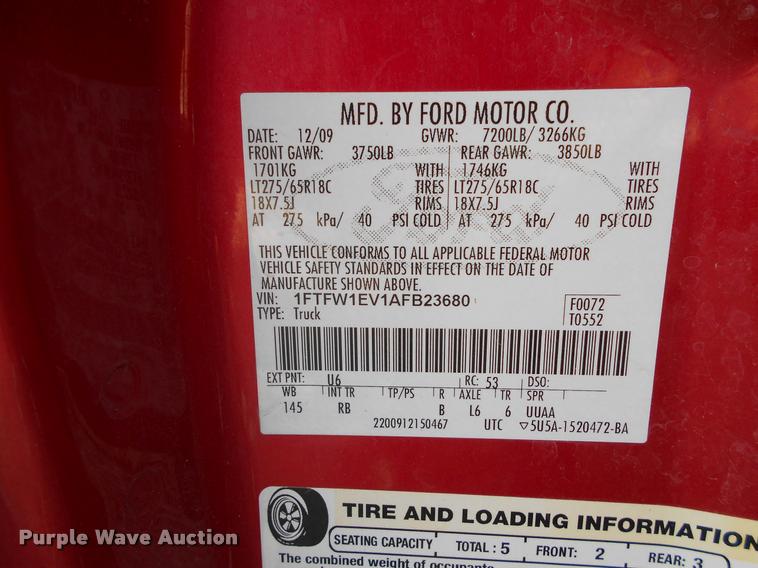 MFD. BY FORD MOTOR CO.
DATE: 12/09 GVWR: 7200LB/ 3266KG
FRONT GAWR: 3750LB REAR GAWR: 3850LB
1701KG WITH 1746KG WITH
LT275/65R18C TIRES LT275/65R18C TIRES
18X7.5J RIMS 18X7.5J RIMS
AT 275 kPa/ 40 PSI COLD AT 275 kPa/ 40 PSI COLD
THIS VEHICLE CONFORMS TO ALL APPLICABLE FEDERAL MOTOR
VEHICLE SAFETY STANDARDS IN EFFECT ON THE DATE OF
MANUFACTURE SHOWN ABOVE.
VIN: 1FTFW1EV1AFB23680 F0072
TYPE: Truck T0552
EXT PNT: U6 RC: 53 DSO:
WB INT TR TP/PS R AXLE TR SPR
145 RB B L6 6 UUAA
2200912150467 UTC ▽5U5A-1520472-BA
TIRE AND LOADING INFORMATION
SEATING CAPACITY TOTAL : 5 FRONT: 2 REAR: 3
The combined weight of occupants
Purple Wave Auction